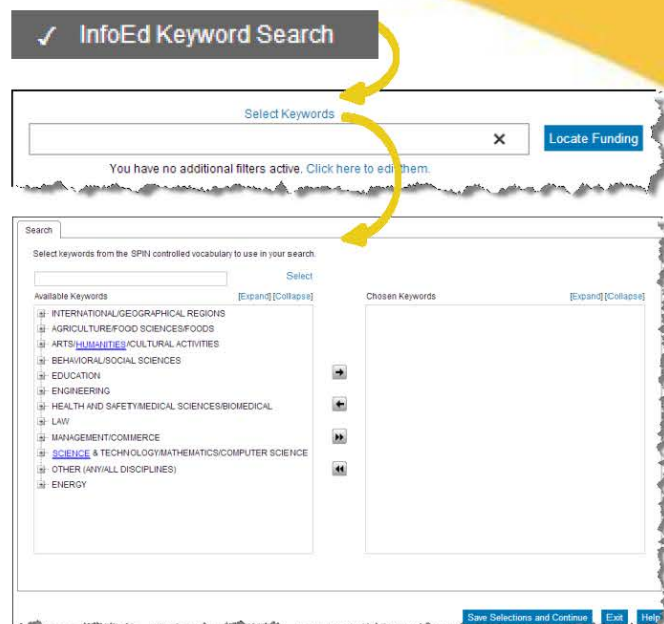 ✓ InfoEd Keyword Search
Select Keywords
× Locate Funding
You have no additional filters active. Click here to edit them.
Search
Select keywords from the SPIN controlled vocabulary to use in your search.
Select
Available Keywords [Expand] [Collapse] Chosen Keywords [Expand] [Collapse]
INTERNATIONAL/GEOGRAPHICAL REGIONS
AGRICULTURE/FOOD SCIENCES/FOODS
ARTS/HUMANITIES/CULTURAL ACTIVITIES
BEHAVIORAL/SOCIAL SCIENCES
EDUCATION
ENGINEERING
HEALTH AND SAFETY/MEDICAL SCIENCES/BIOMEDICAL
LAW
MANAGEMENT/COMMERCE
SCIENCE & TECHNOLOGY/MATHEMATICS/COMPUTER SCIENCE
OTHER (ANY/ALL DISCIPLINES)
ENERGY
Save Selections and Continue Exit Help